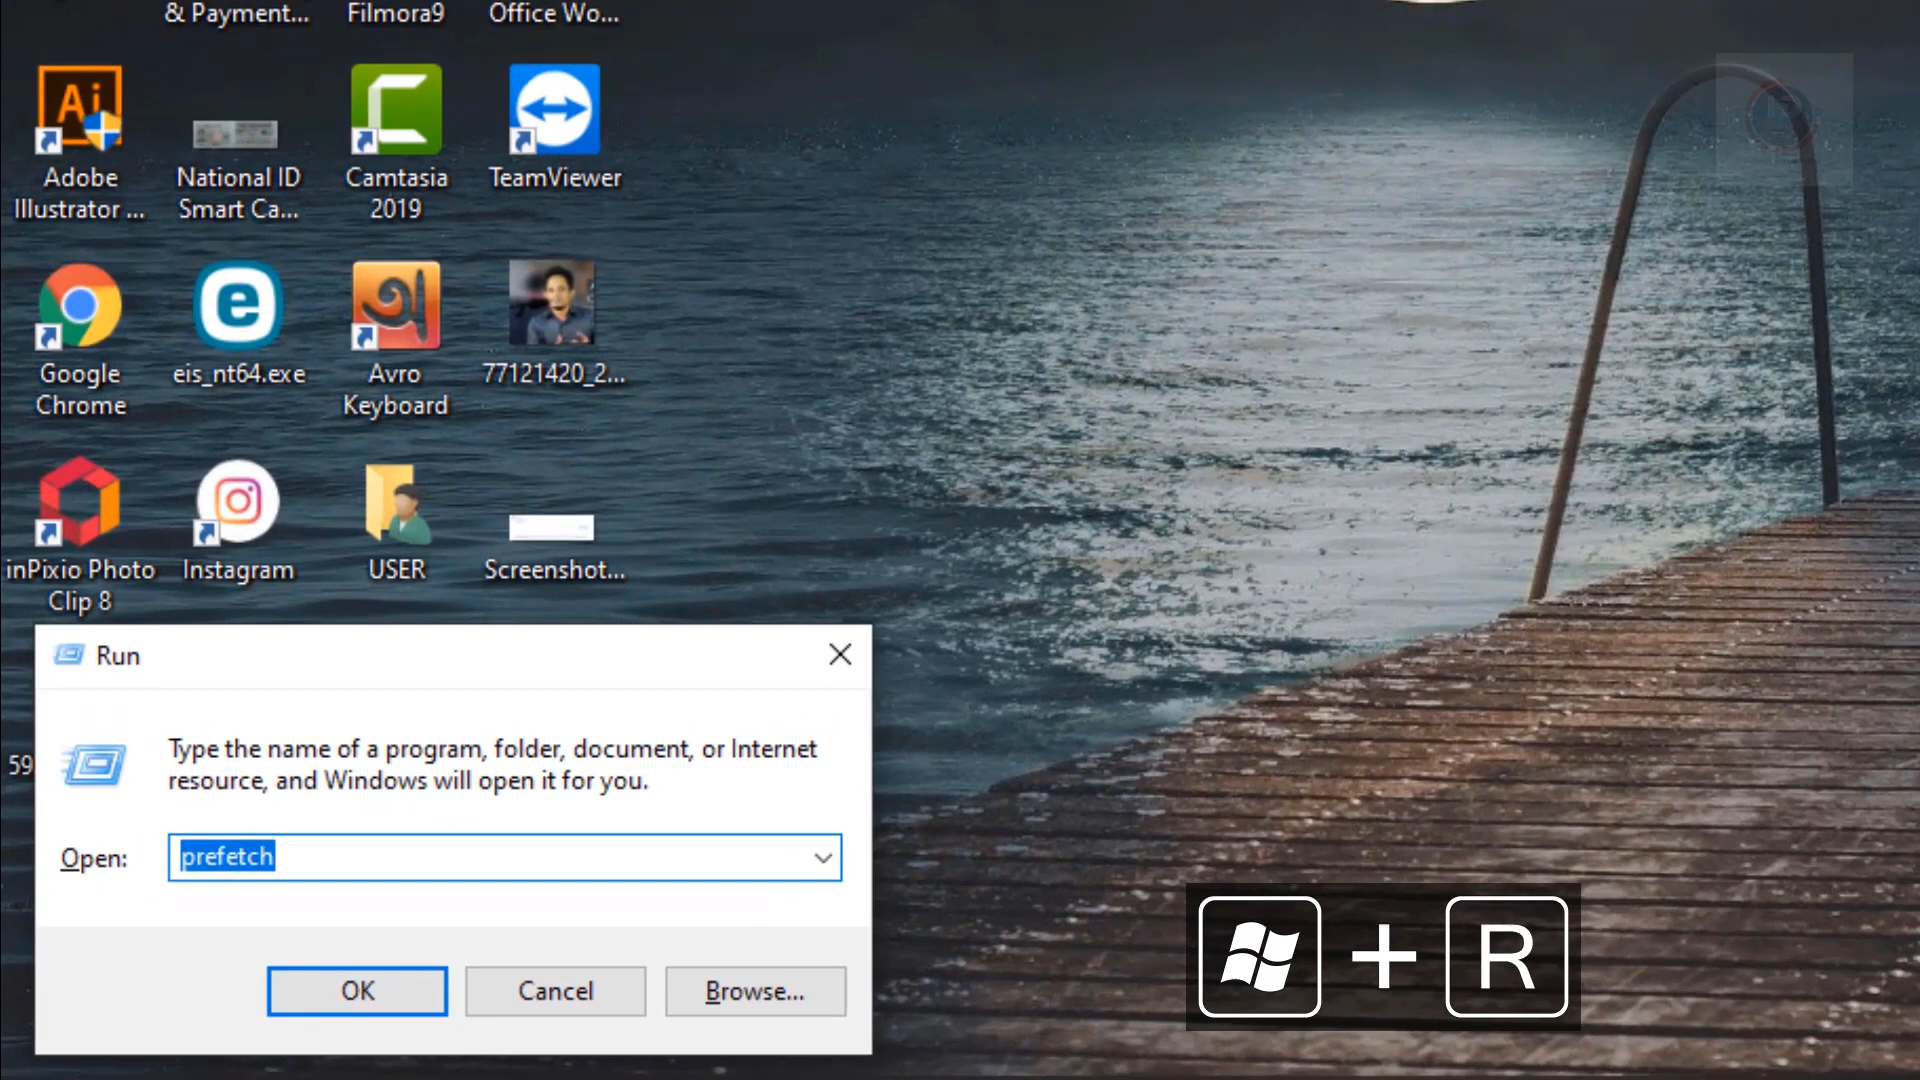 & Payment...
Filmora9
Office Wo...
Ai
Adobe
Illustrator ...
National ID
Smart Ca...
Camtasia
2019
TeamViewer
Google
Chrome
e
eis_nt64.exe
অ
Avro
Keyboard
77121420_2...
inPixio Photo
Clip 8
Instagram
USER
Screenshot...
59
Run
Type the name of a program, folder, document, or Internet
resource, and Windows will open it for you.
Open: prefetch
OK
Cancel
Browse...
+ R